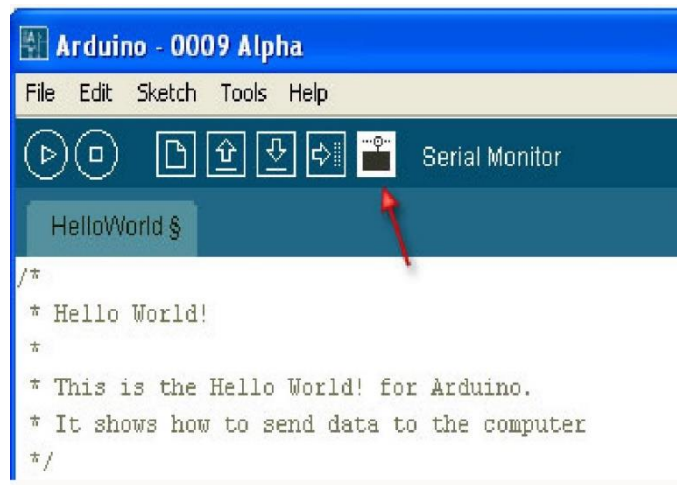 Arduino - 0009 Alpha
File Edit Sketch Tools Help
Serial Monitor
HelloWorld §
/*
* Hello World!
*
* This is the Hello World! for Arduino.
* It shows how to send data to the computer
*/